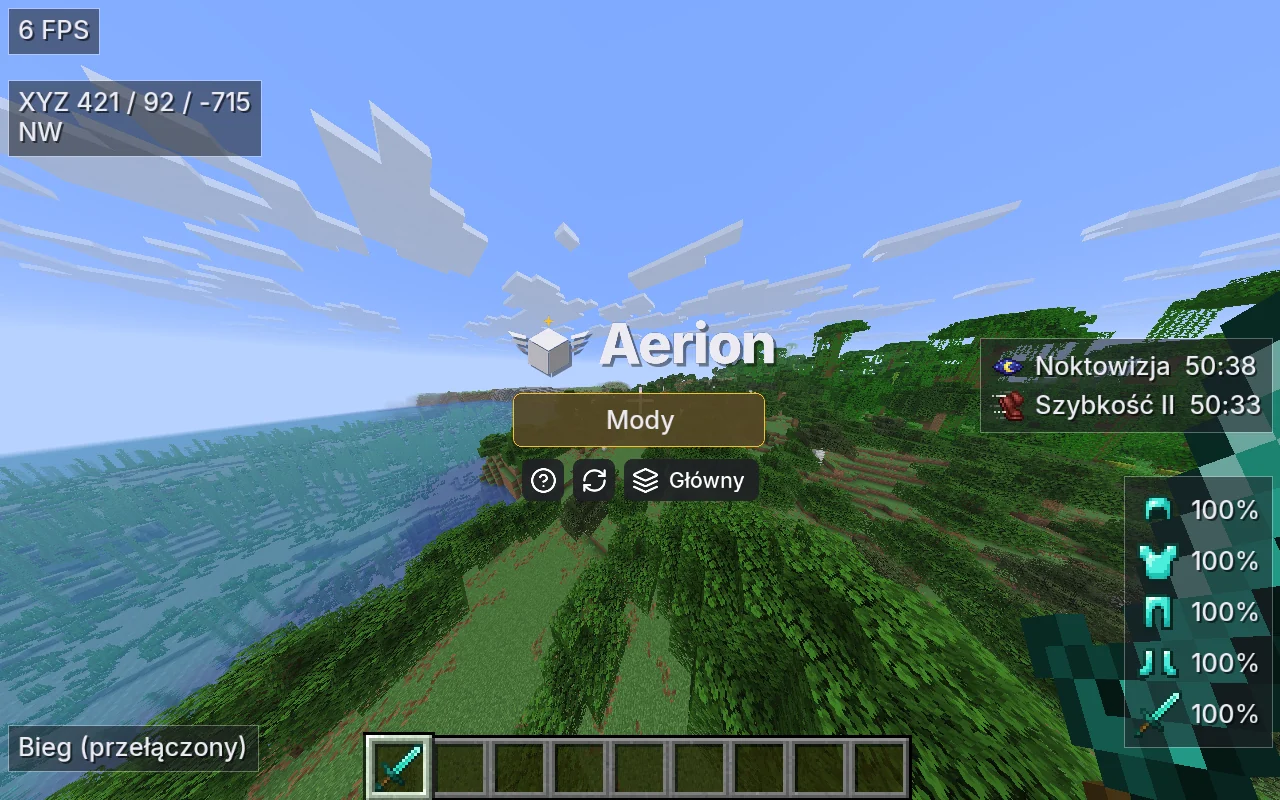 6 FPS
XYZ 421 / 92 / -715
NW
Aerion
Mody
Główny
Noktowizja 50:38
Szybkość II 50:33
100%
100%
100%
100%
100%
Bieg (przełączony)